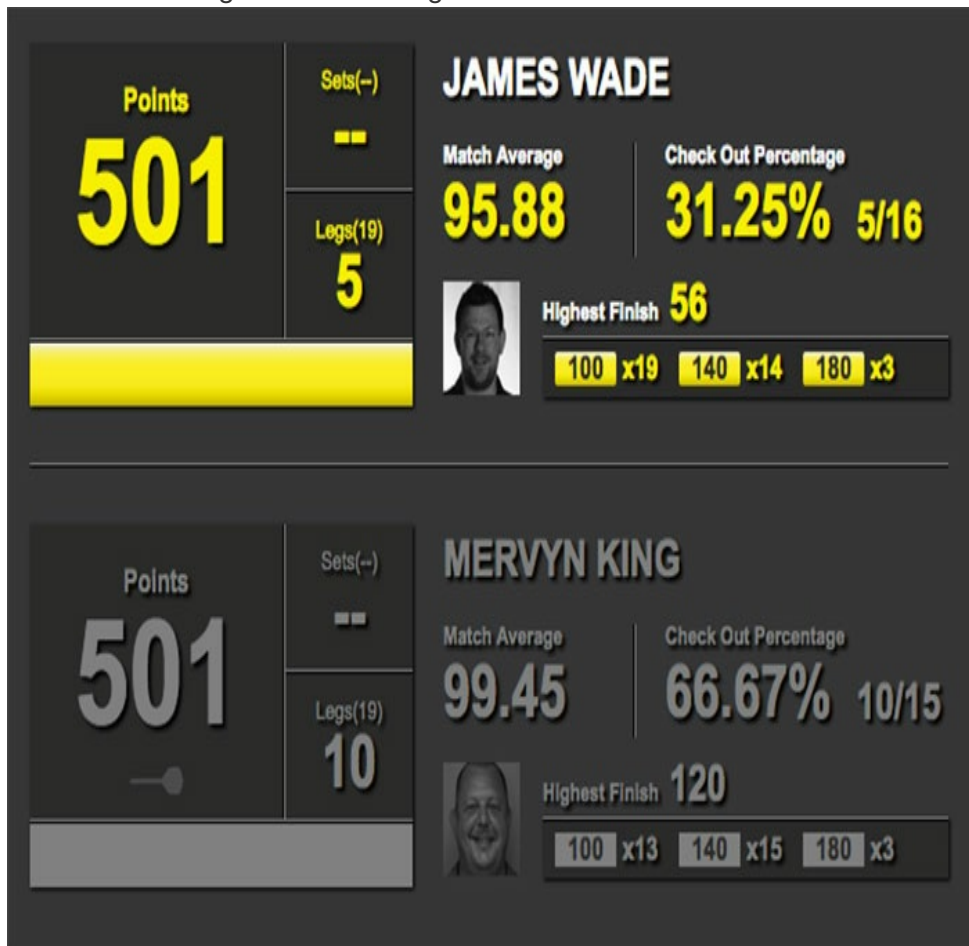 JAMES WADE
Points
501
Sets(--)
--
Legs(19)
5
Match Average
95.88
Check Out Percentage
31.25% 5/16
Highest Finish 56
100 x19 140 x14 180 x3
MERVYN KING
Points
501
Sets(--)
--
Legs(19)
10
Match Average
99.45
Check Out Percentage
66.67% 10/15
Highest Finish 120
100 x13 140 x15 180 x3